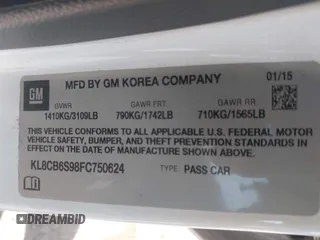 GM
MFD BY GM KOREA COMPANY
01/15
GVWR GAWR FRT. GAWR RR.
1410KG/3109LB 790KG/1742LB 710KG/1565LB
THIS VEHICLE CONFORMS TO ALL APPLICABLE U.S. FEDERAL MOTOR
VEHICLE SAFETY, BUMPER, AND THEFT PREVENTION STANDARDS IN
EFFECT ON THE DATE OF MANUFACTURE SHOWN ABOVE.
KL8CB6S98FC750624 TYPE: PASS CAR